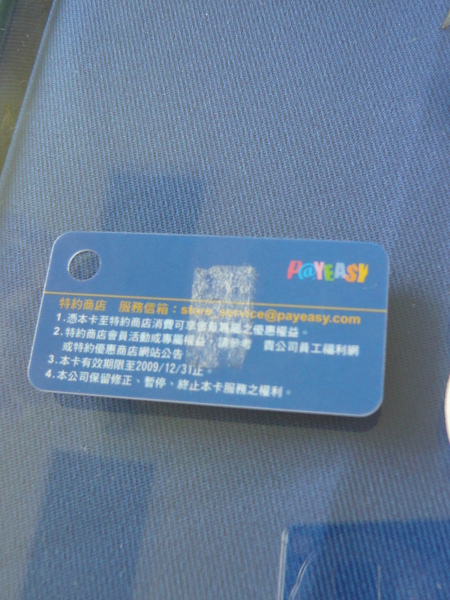 P@YEASY
特約商店 服務信箱：store_service@payeasy.com
1.憑本卡至特約商店消費可享會員專屬之優惠權益。
2.特約商店會員活動或專屬權益，請參考 貴公司員工福利網
或特約優惠商店網站公告
3.本卡有效期限至2009/12/31止。
4.本公司保留修正、暫停、終止本卡服務之權利。